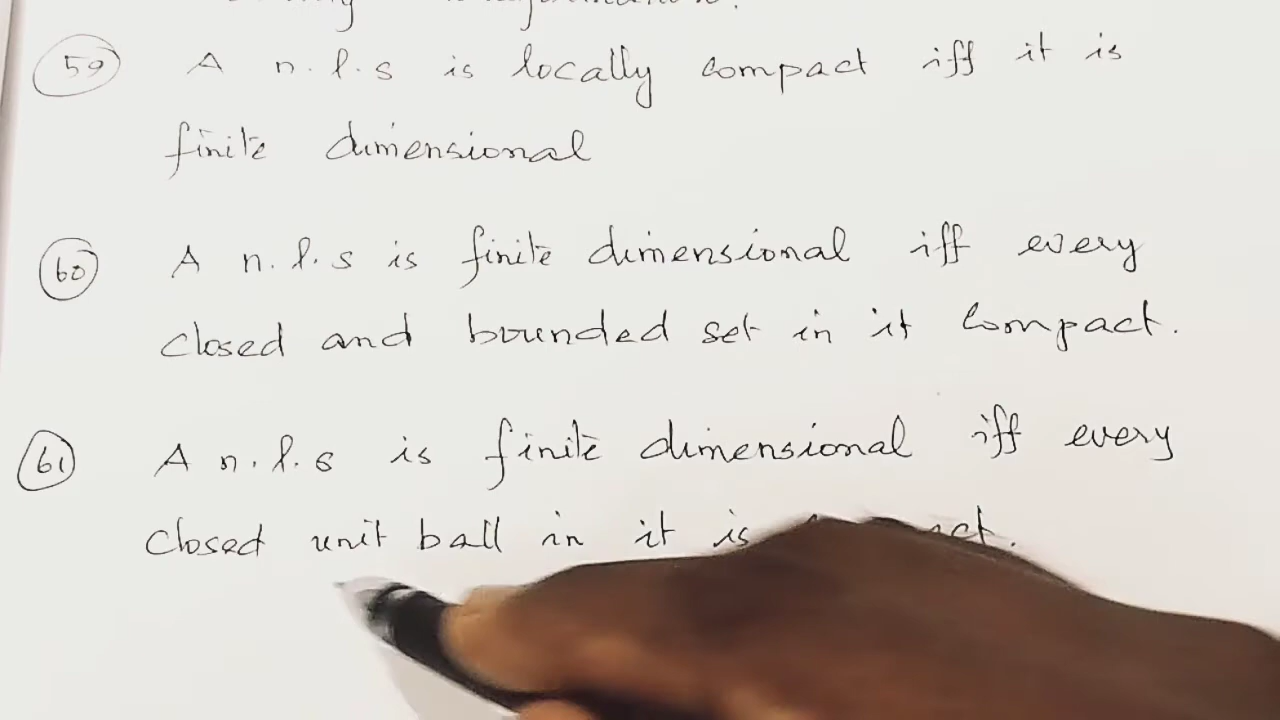 59 A n.l.s is locally compact iff it is
finite dimensional
60 A n.l.s is finite dimensional iff every
closed and bounded set in it compact.
61 A n.l.s is finite dimensional iff every
closed unit ball in it is